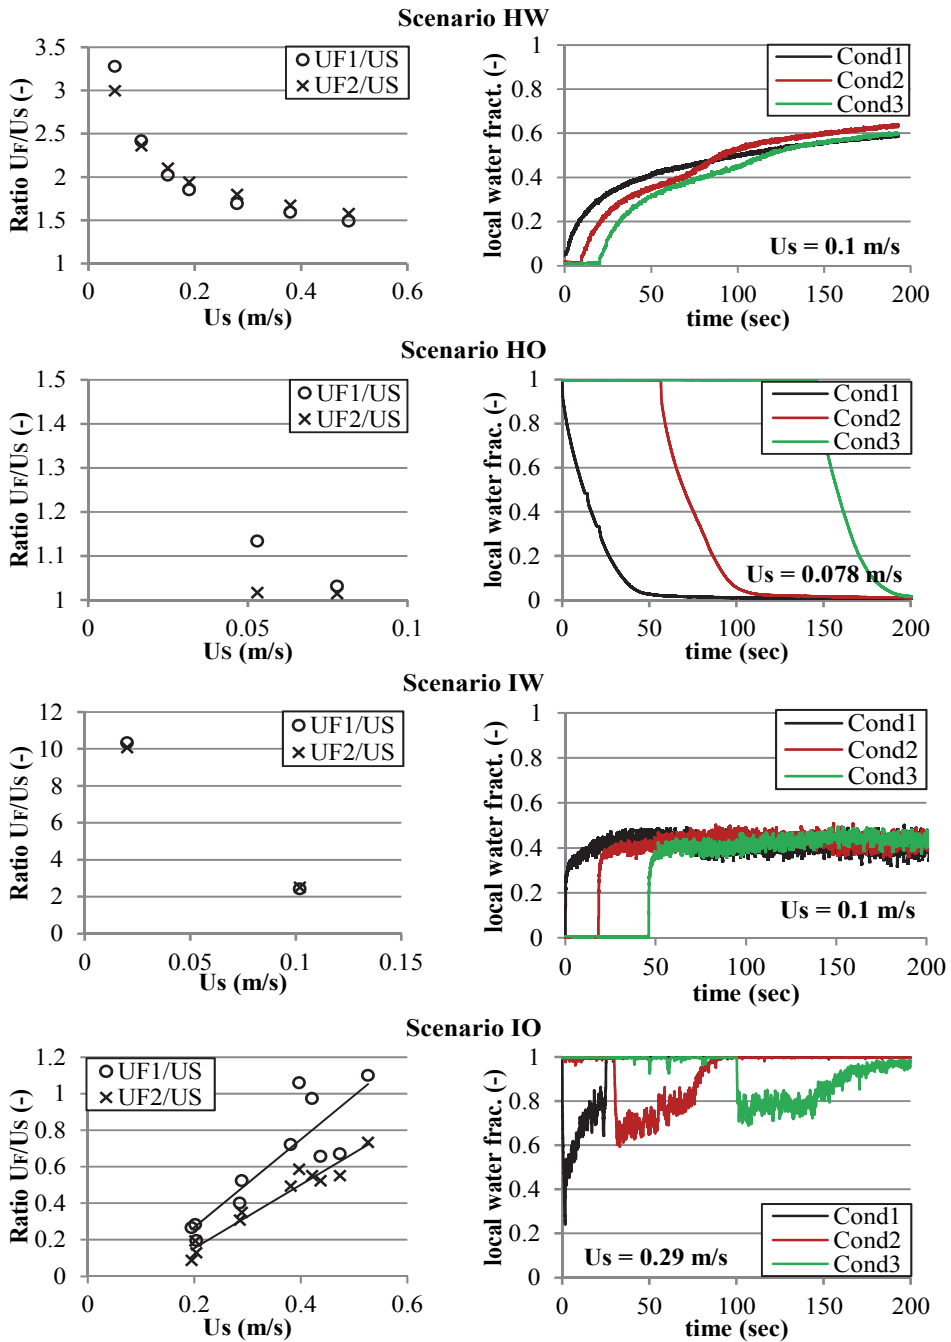 Scenario HW
Ratio UF/US (-)
3.5
3
2.5
2
1.5
1
0
0.2
0.4
0.6
Us (m/s)
UF1/US
UF2/US
local water fract. (-)
1
0.8
0.6
0.4
0.2
0
0
50
100
150
200
time (sec)
Cond1
Cond2
Cond3
Us = 0.1 m/s
Scenario HO
Ratio UF/US (-)
1.5
1.4
1.3
1.2
1.1
1
0
0.05
0.1
Us (m/s)
UF1/US
UF2/US
local water frac. (-)
1
0.8
0.6
0.4
0.2
0
0
50
100
150
200
time (sec)
Cond1
Cond2
Cond3
Us = 0.078 m/s
Scenario IW
Ratio UF/US (-)
12
10
8
6
4
2
0
0
0.05
0.1
0.15
Us (m/s)
UF1/US
UF2/US
local water fract. (-)
1
0.8
0.6
0.4
0.2
0
0
50
100
150
200
time (sec)
Cond1
Cond2
Cond3
Us = 0.1 m/s
Scenario IO
Ratio UF/US (-)
1.2
1
0.8
0.6
0.4
0.2
0
0
0.2
0.4
0.6
Us (m/s)
UF1/US
UF2/US
local water frac. (-)
1
0.8
0.6
0.4
0.2
0
0
50
100
150
200
time (sec)
Cond1
Cond2
Cond3
Us = 0.29 m/s